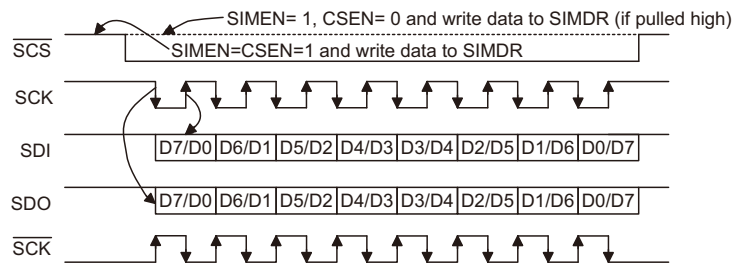 SIMEN= 1, CSEN= 0 and write data to SIMDR (if pulled high)
SCS
SIMEN=CSEN=1 and write data to SIMDR
SCK
SDI D7/D0 D6/D1 D5/D2 D4/D3 D3/D4 D2/D5 D1/D6 D0/D7
SDO D7/D0 D6/D1 D5/D2 D4/D3 D3/D4 D2/D5 D1/D6 D0/D7
SCK